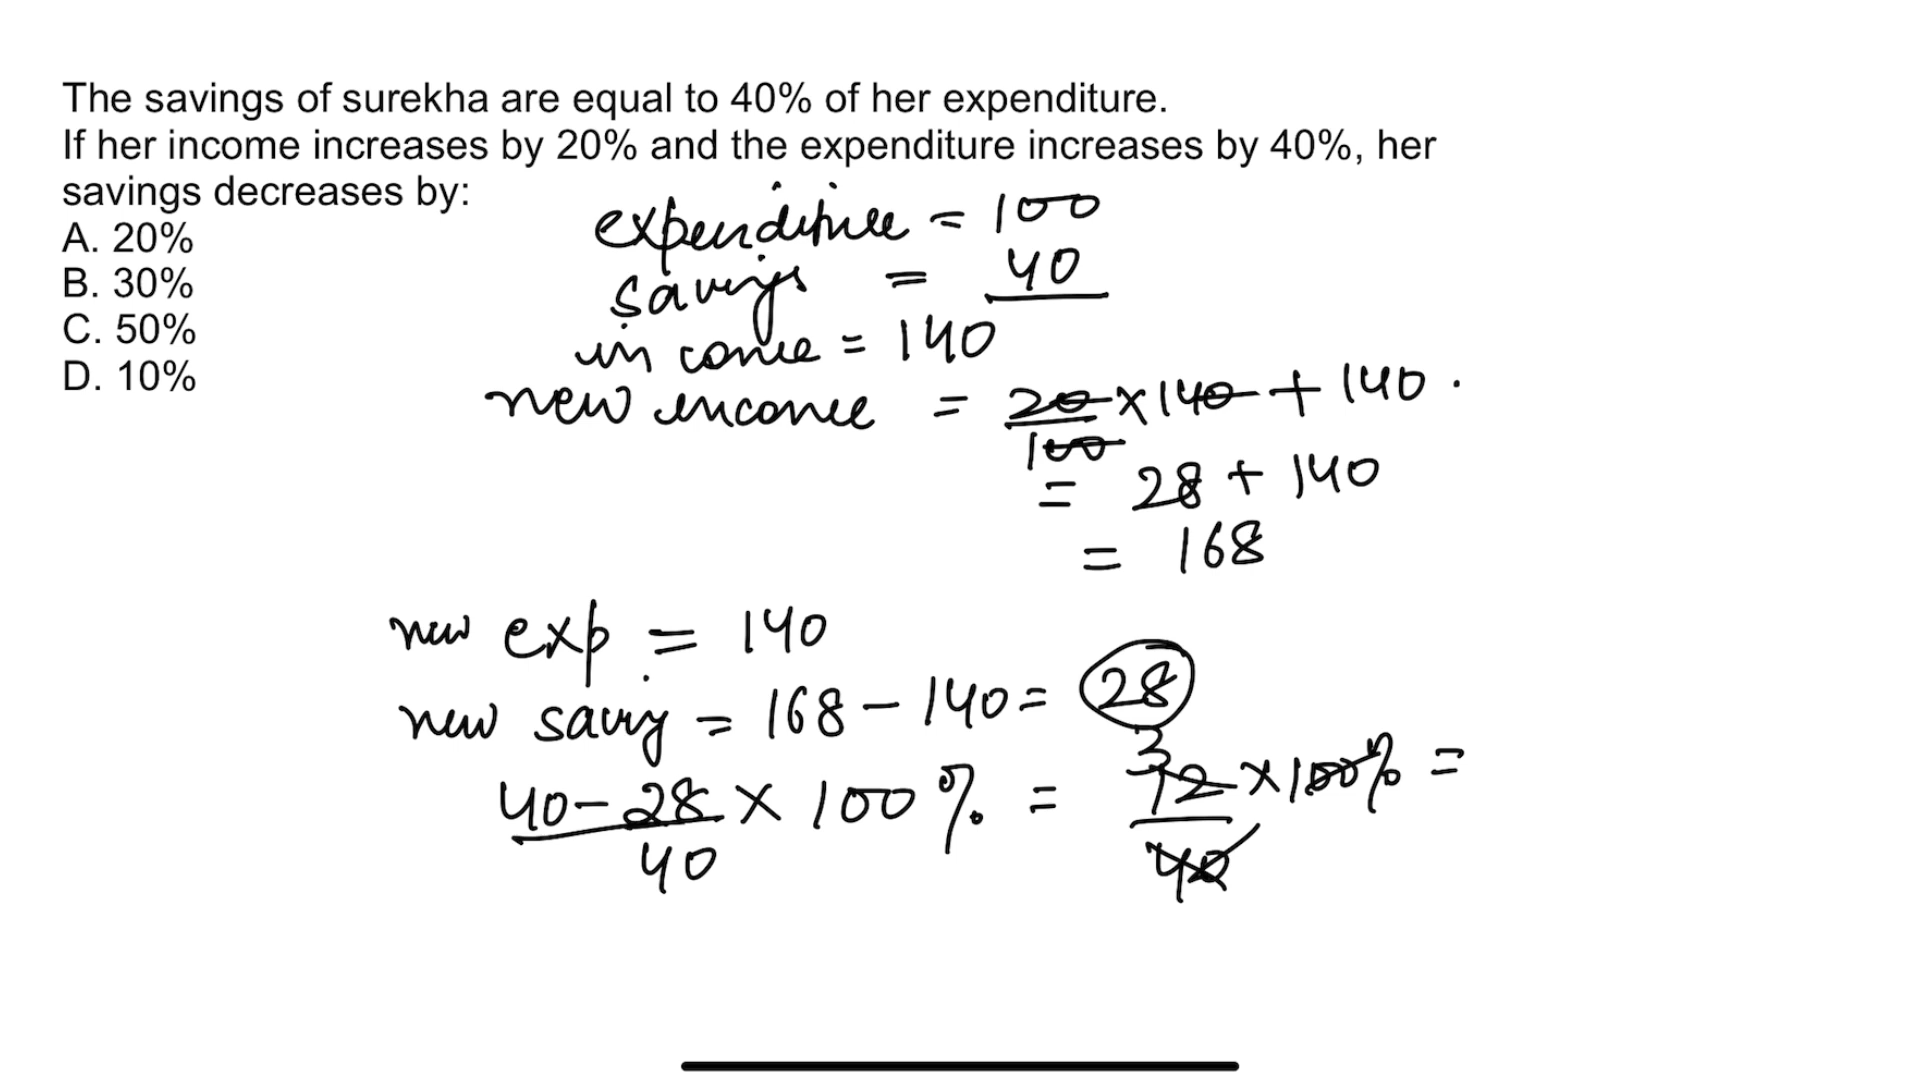 The savings of surekha are equal to 40% of her expenditure.
If her income increases by 20% and the expenditure increases by 40%, her
savings decreases by:
A. 20%
B. 30%
C. 50%
D. 10%
expenditure = 100
savings = 40
income = 140
new income = 20/100 × 140 + 140 .
= 28 + 140
= 168
new exp = 140
new saving = 168 - 140 = 28
40-28/40 × 100 % = 3 12/40 × 100% =